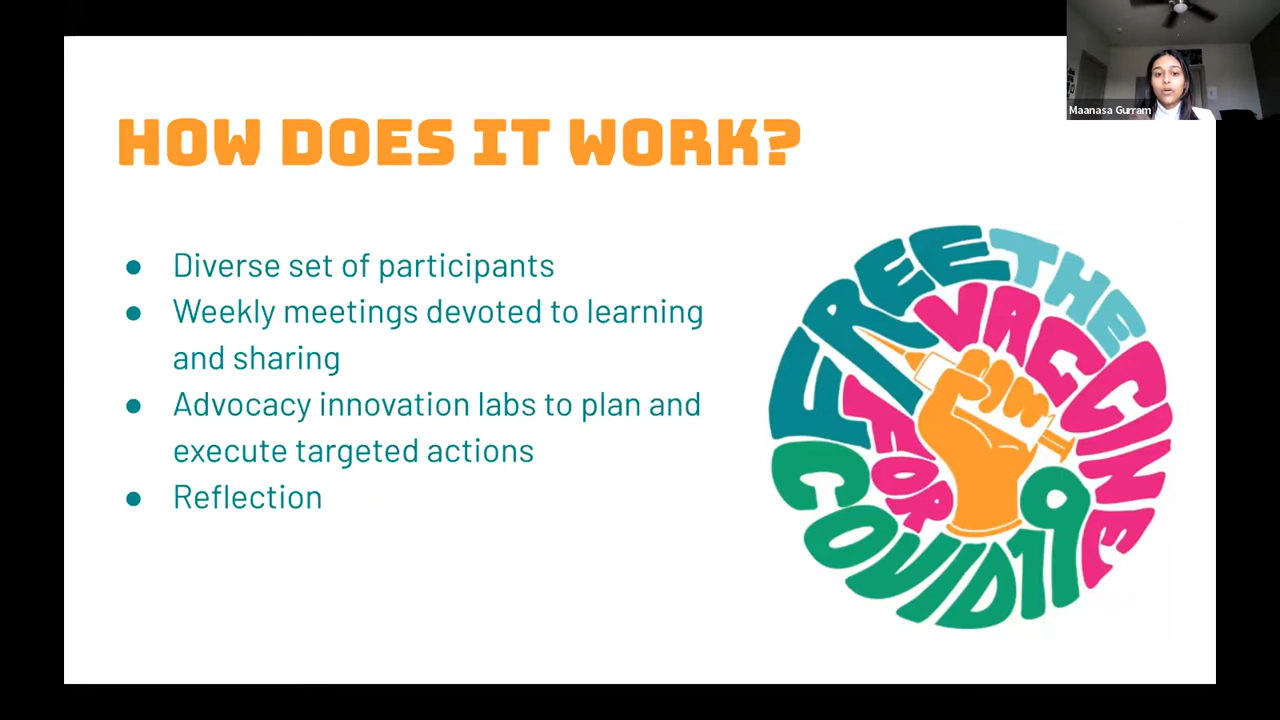 HOW DOES IT WORK?
Maanasa Gurram
● Diverse set of participants
● Weekly meetings devoted to learning
and sharing
● Advocacy innovation labs to plan and
execute targeted actions
● Reflection
FREE THE
VACCINE
FOR
COVID19